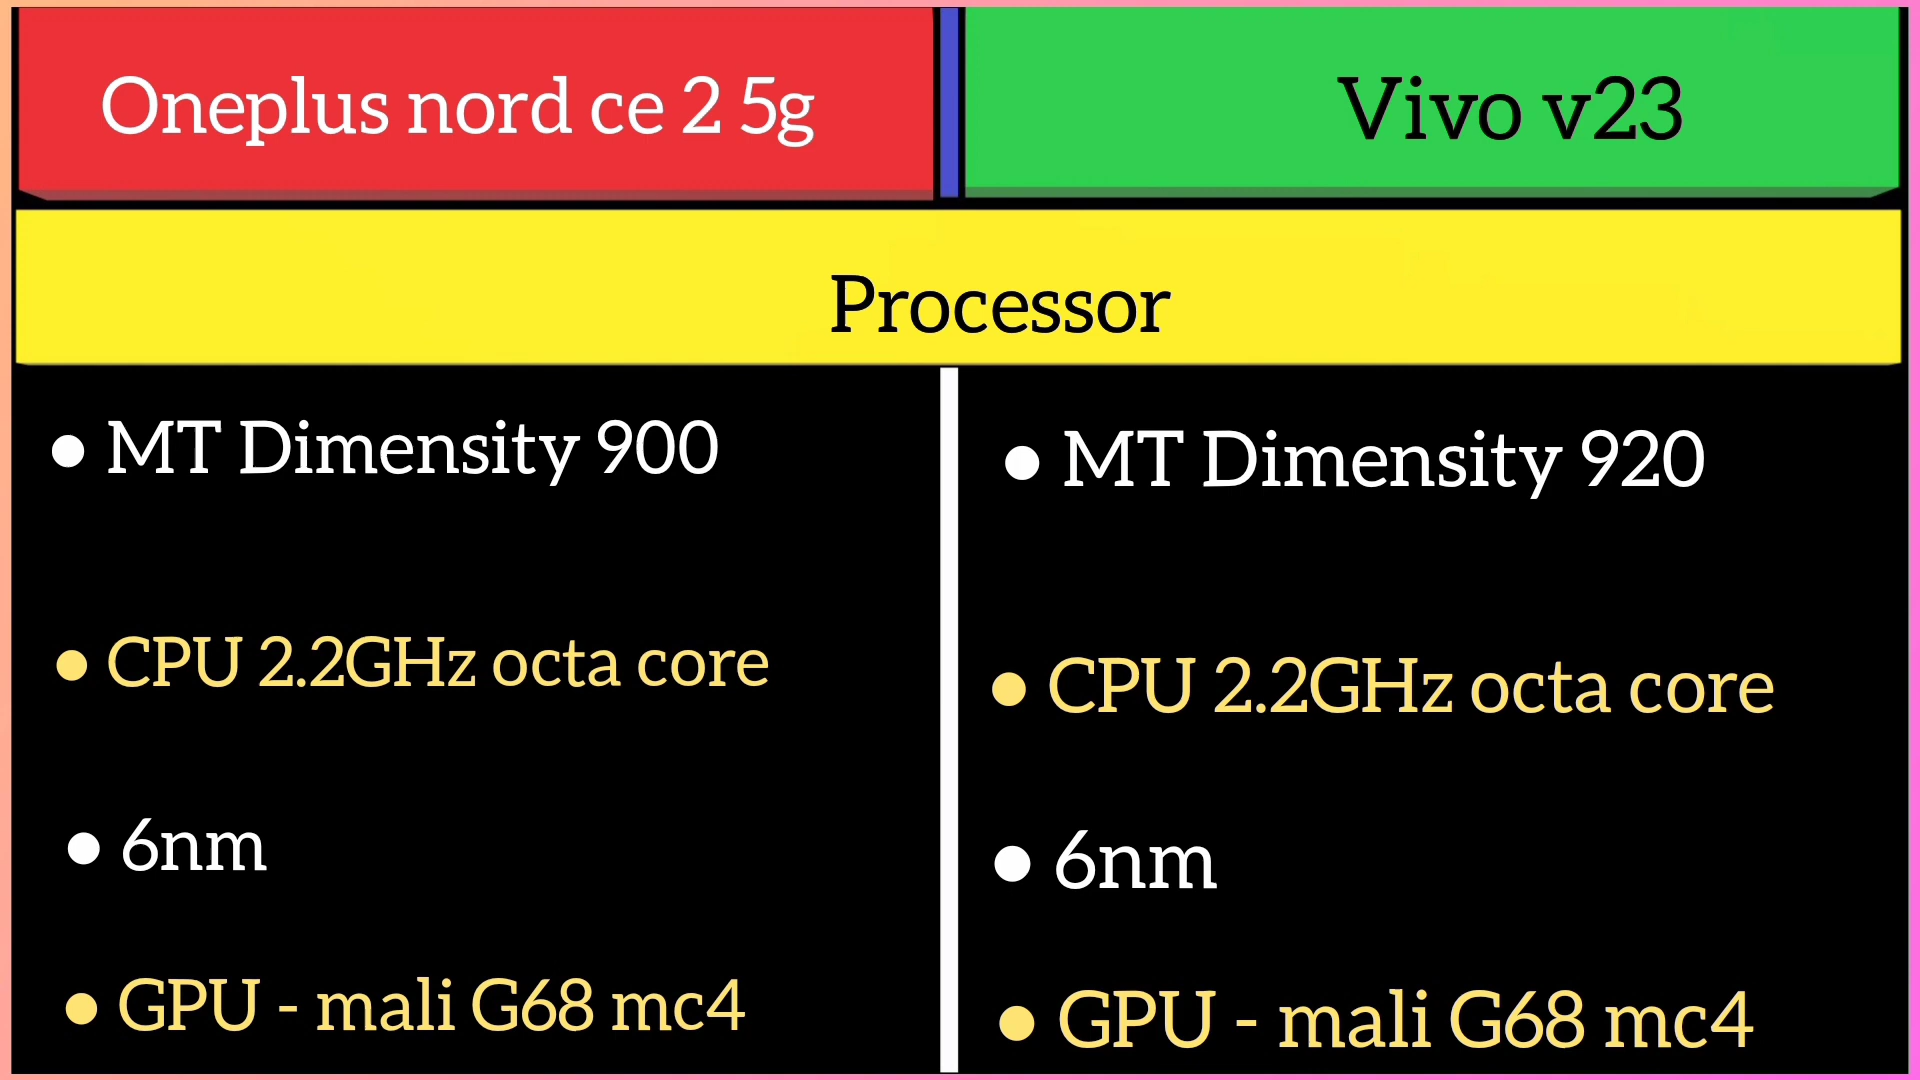 Oneplus nord ce 2 5g
Vivo v23
Processor
● MT Dimensity 900
● CPU 2.2GHz octa core
● 6nm
● GPU - mali G68 mc4
● MT Dimensity 920
● CPU 2.2GHz octa core
● 6nm
● GPU - mali G68 mc4